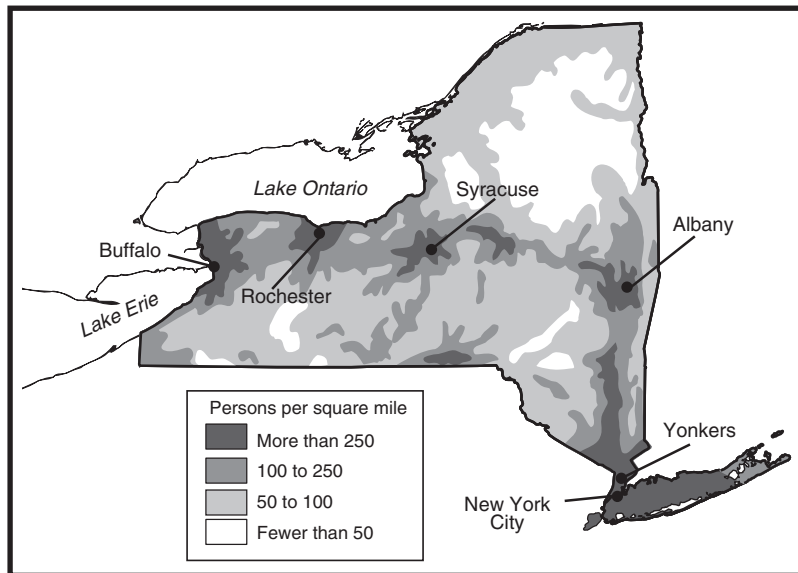 Lake Ontario
Syracuse
Albany
Buffalo
Rochester
Lake Erie
Persons per square mile
More than 250
100 to 250
50 to 100
Fewer than 50
Yonkers
New York
City